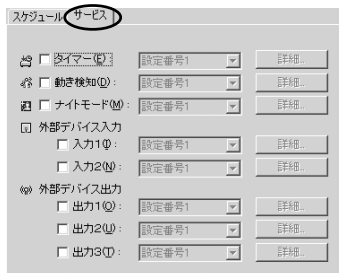 スケジュール サービス
タイマー(E): 設定番号1 詳細...
動き検知(D): 設定番号1 詳細...
ナイトモード(M): 設定番号1 詳細...
外部デバイス入力
入力1(I): 設定番号1 詳細...
入力2(N): 設定番号1 詳細...
外部デバイス出力
出力1(O): 設定番号1 詳細...
出力2(U): 設定番号1 詳細...
出力3(T): 設定番号1 詳細...